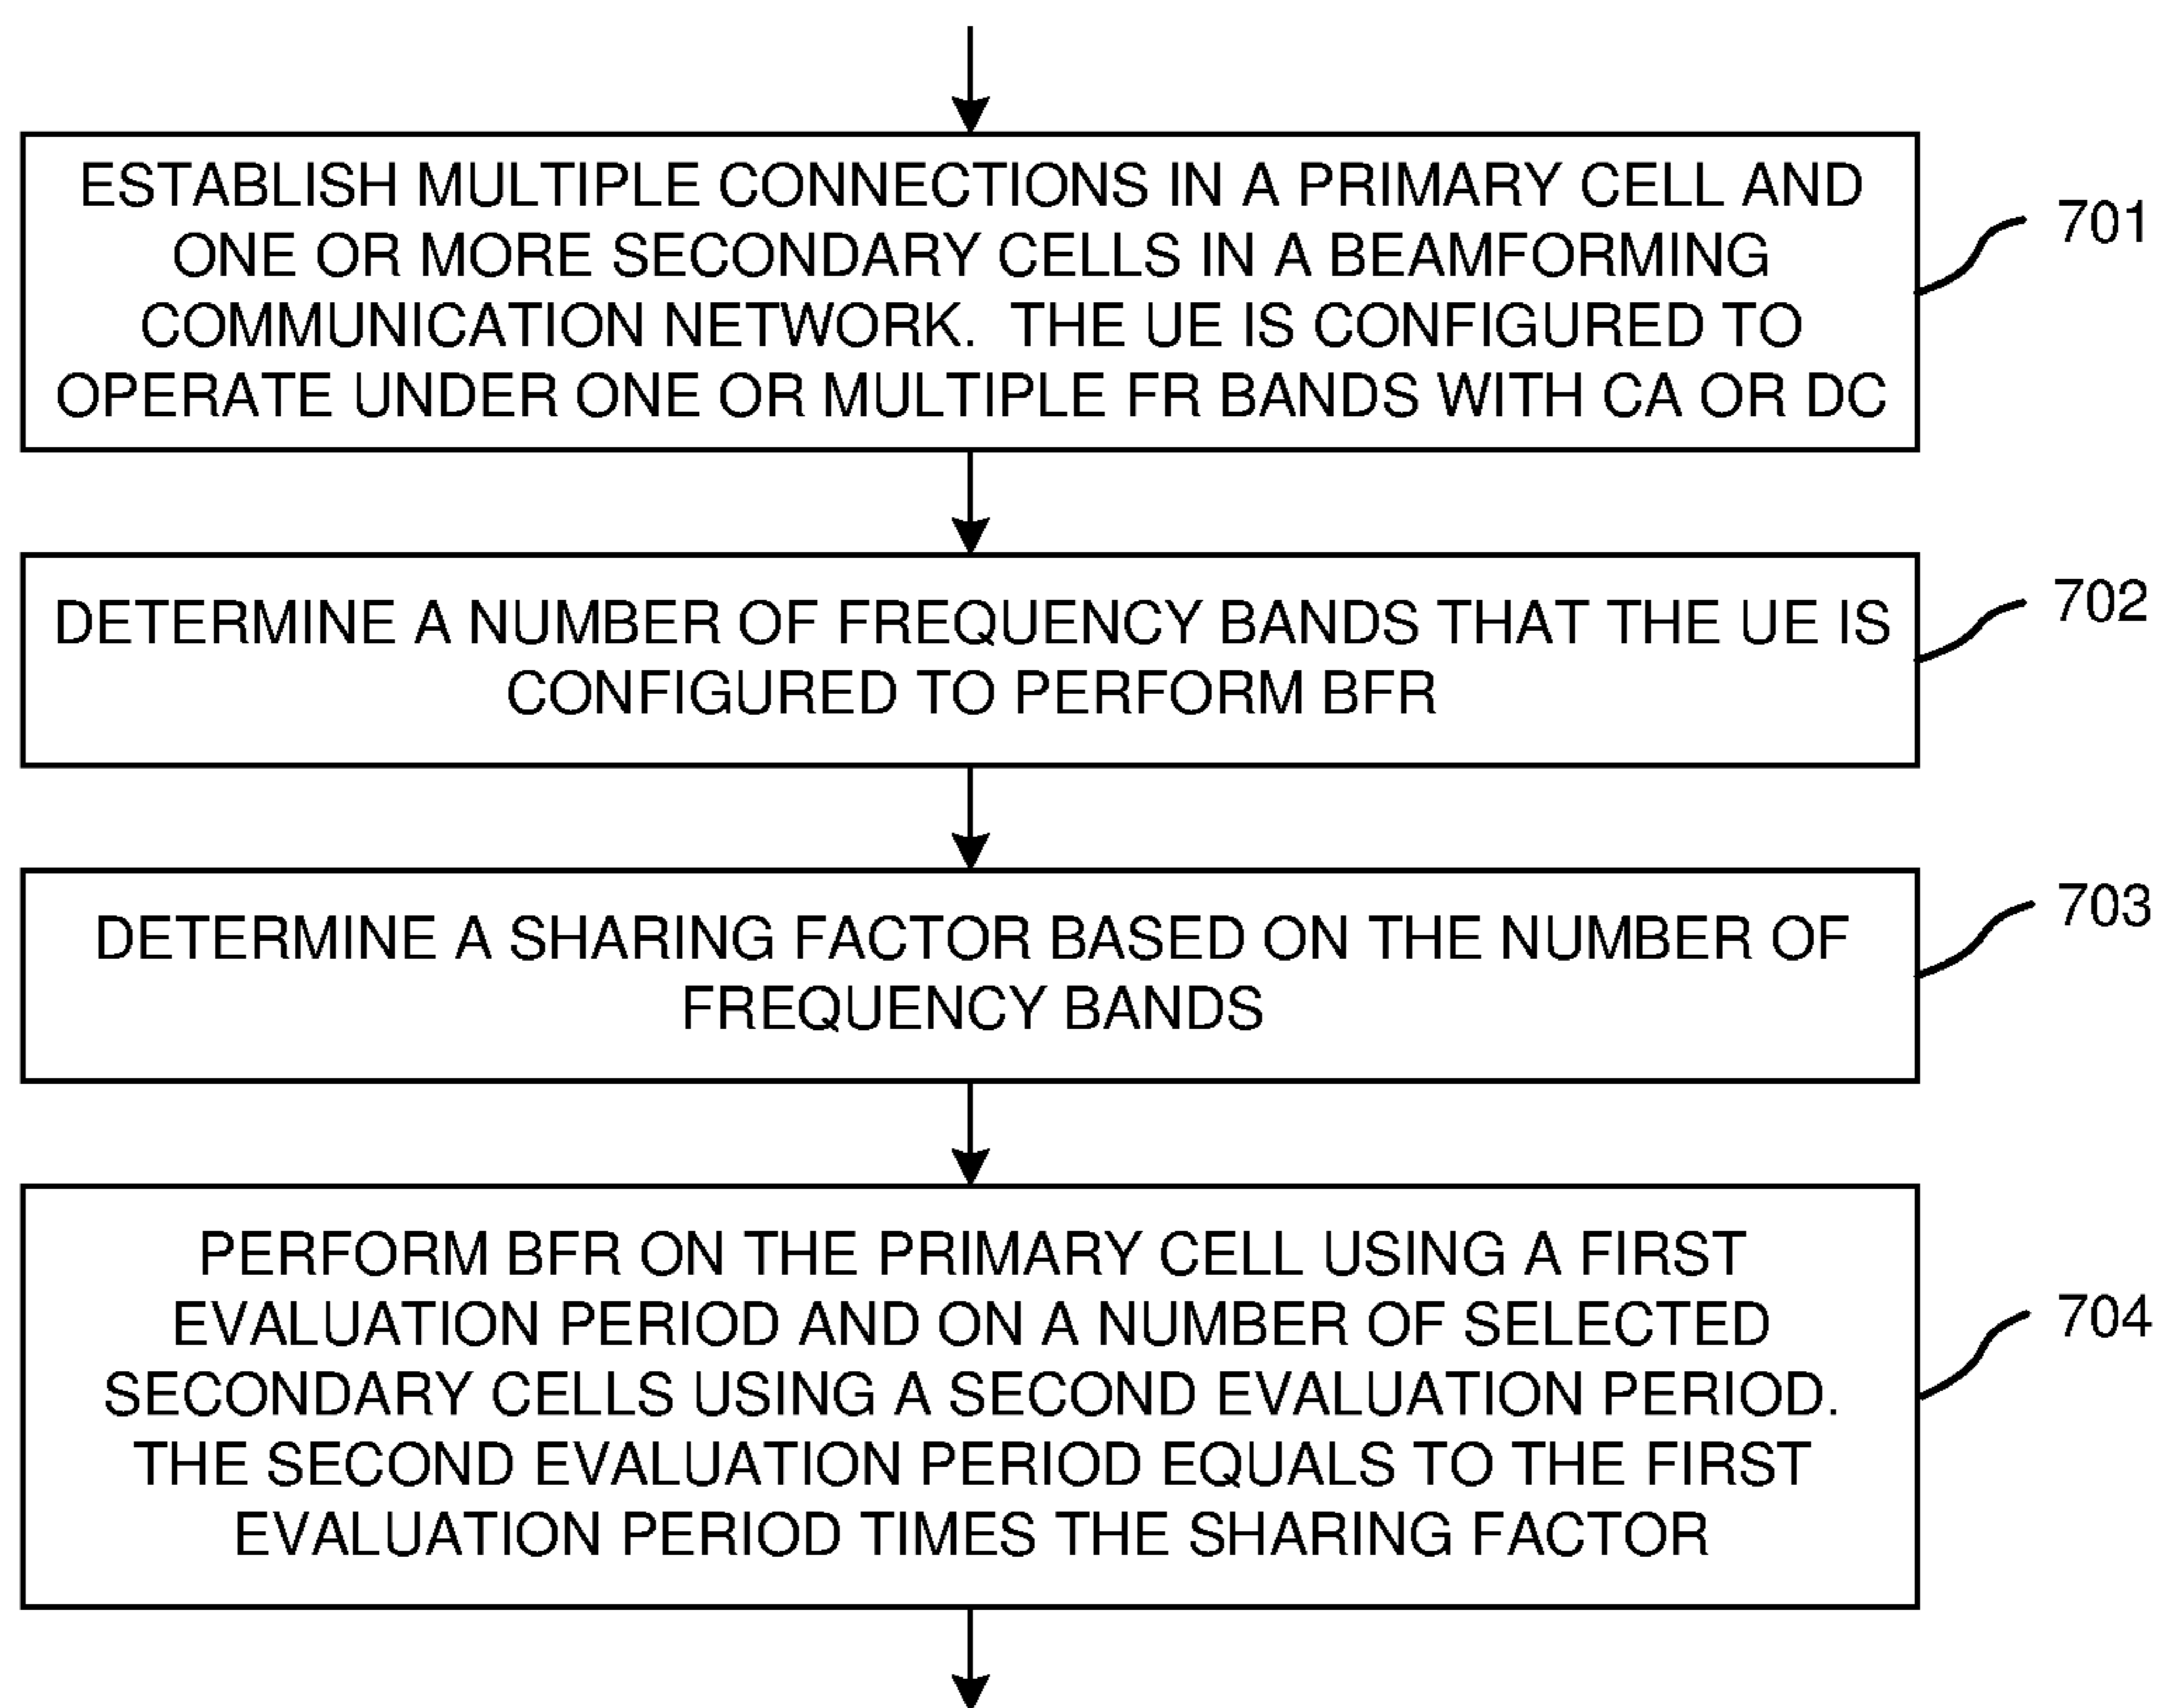 ESTABLISH MULTIPLE CONNECTIONS IN A PRIMARY CELL AND
ONE OR MORE SECONDARY CELLS IN A BEAMFORMING
COMMUNICATION NETWORK.  THE UE IS CONFIGURED TO
OPERATE UNDER ONE OR MULTIPLE FR BANDS WITH CA OR DC
701
DETERMINE A NUMBER OF FREQUENCY BANDS THAT THE UE IS
CONFIGURED TO PERFORM BFR
702
DETERMINE A SHARING FACTOR BASED ON THE NUMBER OF
FREQUENCY BANDS
703
PERFORM BFR ON THE PRIMARY CELL USING A FIRST
EVALUATION PERIOD AND ON A NUMBER OF SELECTED
SECONDARY CELLS USING A SECOND EVALUATION PERIOD.
THE SECOND EVALUATION PERIOD EQUALS TO THE FIRST
EVALUATION PERIOD TIMES THE SHARING FACTOR
704